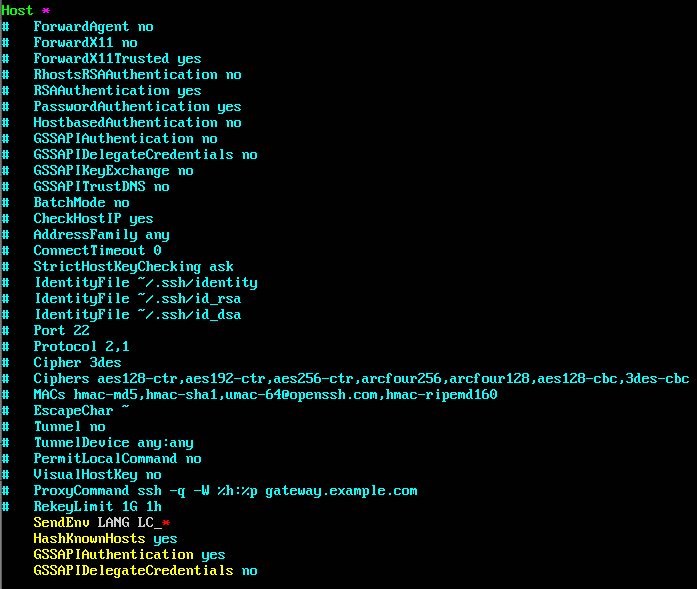 Host *
#   ForwardAgent no
#   ForwardX11 no
#   ForwardX11Trusted yes
#   RhostsRSAAuthentication no
#   RSAAuthentication yes
#   PasswordAuthentication yes
#   HostbasedAuthentication no
#   GSSAPIAuthentication no
#   GSSAPIDelegateCredentials no
#   GSSAPIKeyExchange no
#   GSSAPITrustDNS no
#   BatchMode no
#   CheckHostIP yes
#   AddressFamily any
#   ConnectTimeout 0
#   StrictHostKeyChecking ask
#   IdentityFile ~/.ssh/identity
#   IdentityFile ~/.ssh/id_rsa
#   IdentityFile ~/.ssh/id_dsa
#   Port 22
#   Protocol 2,1
#   Cipher 3des
#   Ciphers aes128-ctr,aes192-ctr,aes256-ctr,arcfour256,arcfour128,aes128-cbc,3des-cbc
#   MACs hmac-md5,hmac-sha1,umac-64@openssh.com,hmac-ripemd160
#   EscapeChar ~
#   Tunnel no
#   TunnelDevice any:any
#   PermitLocalCommand no
#   VisualHostKey no
#   ProxyCommand ssh -q -W %h:%p gateway.example.com
#   RekeyLimit 1G 1h
    SendEnv LANG LC_*
    HashKnownHosts yes
    GSSAPIAuthentication yes
    GSSAPIDelegateCredentials no